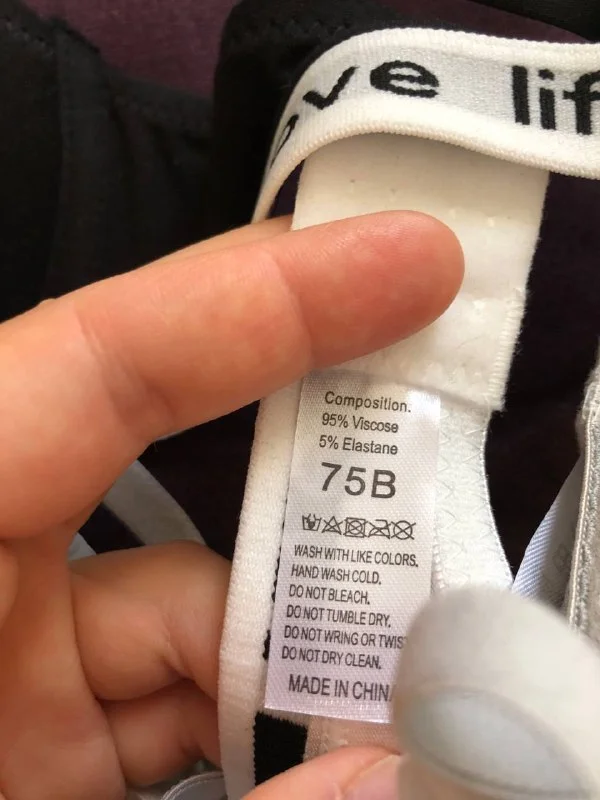 ove lif
Composition.
95% Viscose
5% Elastane
75B
WASH WITH LIKE COLORS.
HAND WASH COLD.
DO NOT BLEACH.
DO NOT TUMBLE DRY.
DO NOT WRING OR TWIS
DO NOT DRY CLEAN.
MADE IN CHINA